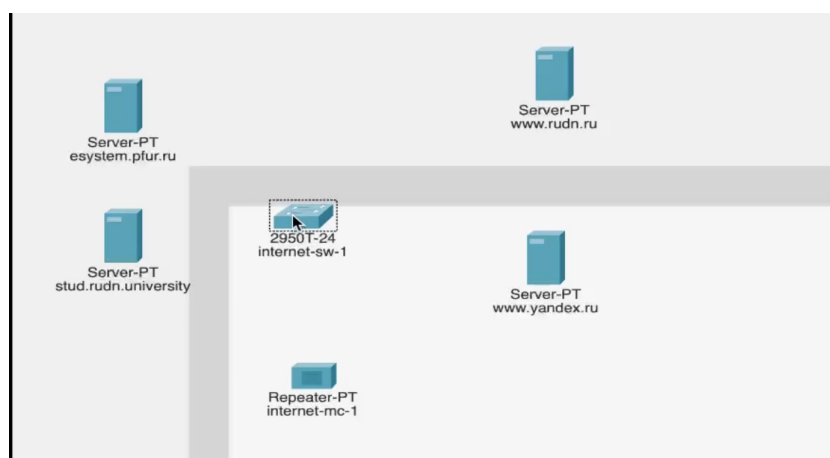 Server-PT
www.rudn.ru
Server-PT
esystem.pfur.ru
2950T-24
internet-sw-1
Server-PT
stud.rudn.university
Server-PT
www.yandex.ru
Repeater-PT
internet-mc-1